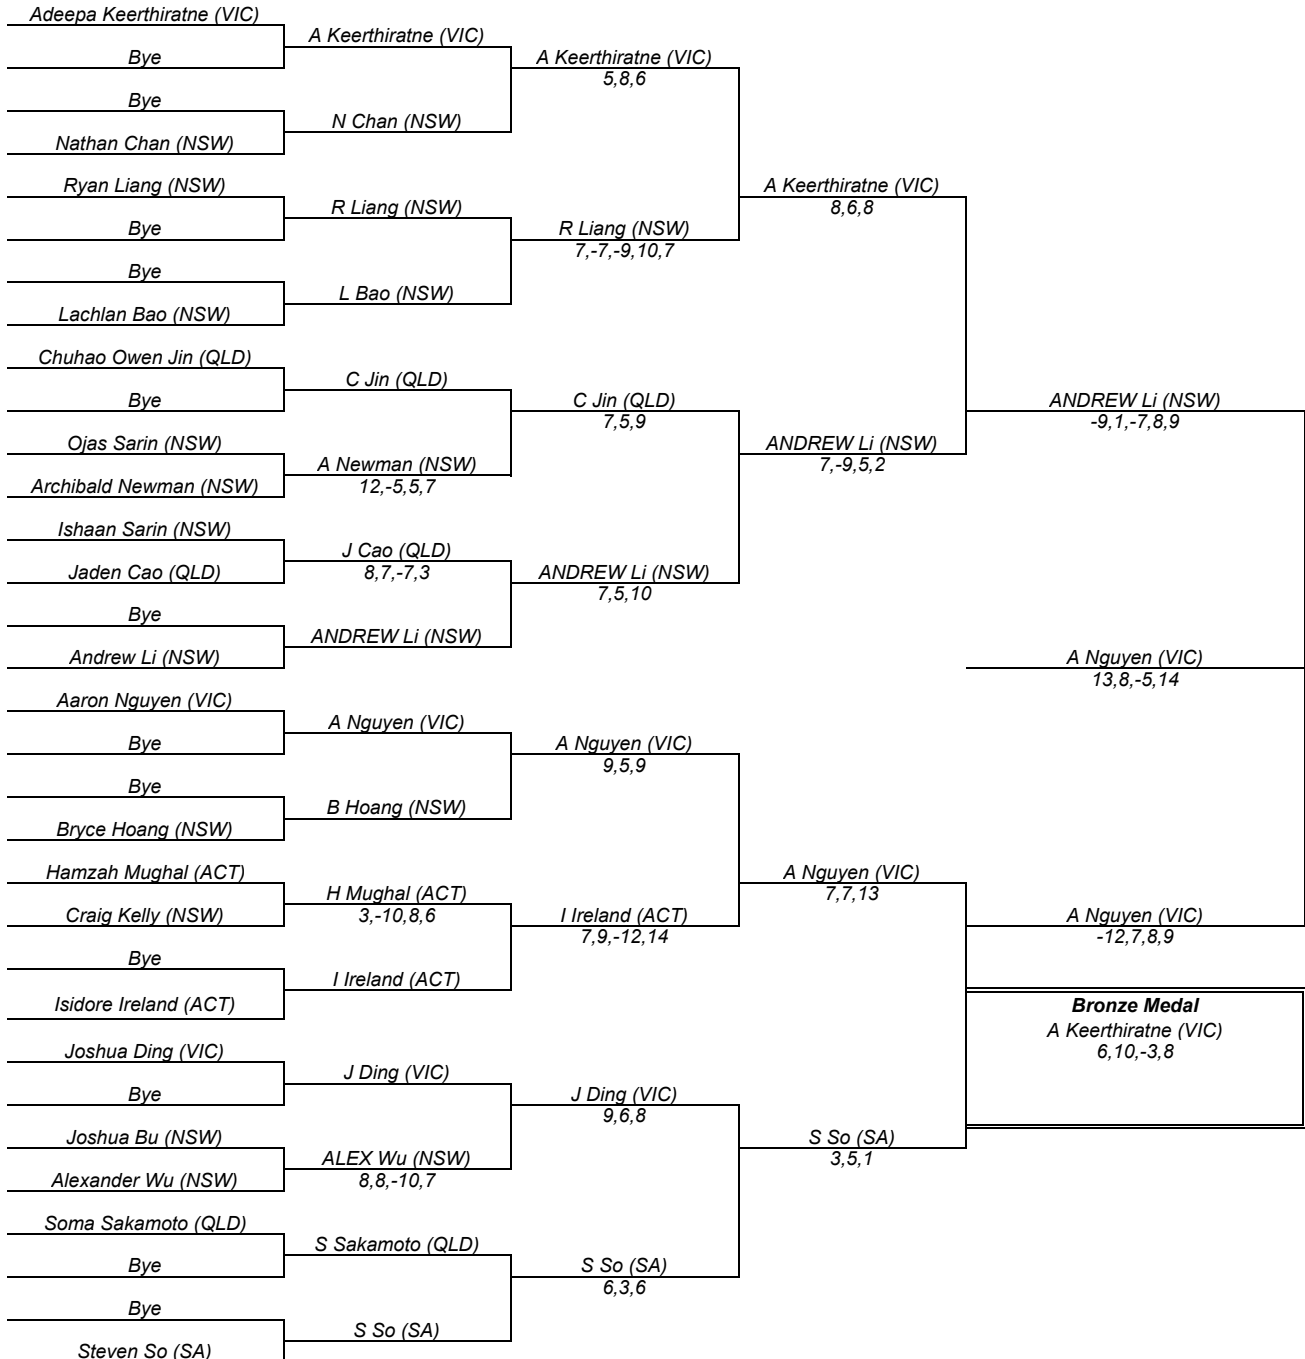 Adeepa Keerthiratne (VIC)
Bye
Bye
Nathan Chan (NSW)
Ryan Liang (NSW)
Bye
Bye
Lachlan Bao (NSW)
Chuhao Owen Jin (QLD)
Bye
Ojas Sarin (NSW)
Archibald Newman (NSW)
Ishaan Sarin (NSW)
Jaden Cao (QLD)
Bye
Andrew Li (NSW)
Aaron Nguyen (VIC)
Bye
Bye
Bryce Hoang (NSW)
Hamzah Mughal (ACT)
Craig Kelly (NSW)
Bye
Isidore Ireland (ACT)
Joshua Ding (VIC)
Bye
Joshua Bu (NSW)
Alexander Wu (NSW)
Soma Sakamoto (QLD)
Bye
Bye
Steven So (SA)
A Keerthiratne (VIC)
N Chan (NSW)
R Liang (NSW)
L Bao (NSW)
C Jin (QLD)
A Newman (NSW)
12,-5,5,7
J Cao (QLD)
8,7,-7,3
ANDREW Li (NSW)
A Nguyen (VIC)
B Hoang (NSW)
H Mughal (ACT)
3,-10,8,6
I Ireland (ACT)
J Ding (VIC)
ALEX Wu (NSW)
8,8,-10,7
S Sakamoto (QLD)
S So (SA)
A Keerthiratne (VIC)
5,8,6
R Liang (NSW)
7,-7,-9,10,7
C Jin (QLD)
7,5,9
ANDREW Li (NSW)
7,5,10
A Nguyen (VIC)
9,5,9
I Ireland (ACT)
7,9,-12,14
J Ding (VIC)
9,6,8
S So (SA)
6,3,6
A Keerthiratne (VIC)
8,6,8
ANDREW Li (NSW)
7,-9,5,2
A Nguyen (VIC)
7,7,13
S So (SA)
3,5,1
ANDREW Li (NSW)
-9,1,-7,8,9
A Nguyen (VIC)
13,8,-5,14
A Nguyen (VIC)
-12,7,8,9
Bronze Medal
A Keerthiratne (VIC)
6,10,-3,8